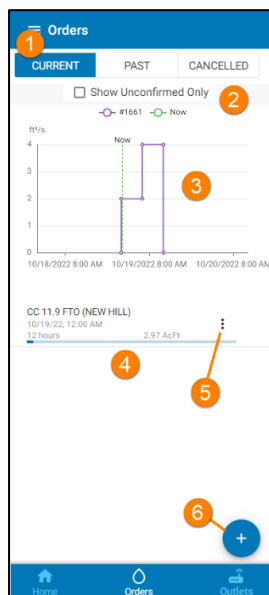 Orders
1
CURRENT PAST CANCELLED
Show Unconfirmed Only
2
#1661 Now
ft³/s
Now
4
3
2
1
0
3
10/18/2022 8:00 AM 10/19/2022 8:00 AM 10/20/2022 8:00 AM
CC 11.9 FTO (NEW HILL)
10/19/22, 12:00 AM
12 hours 2.97 AcFt
4
5
6
+
Home Orders Outlets